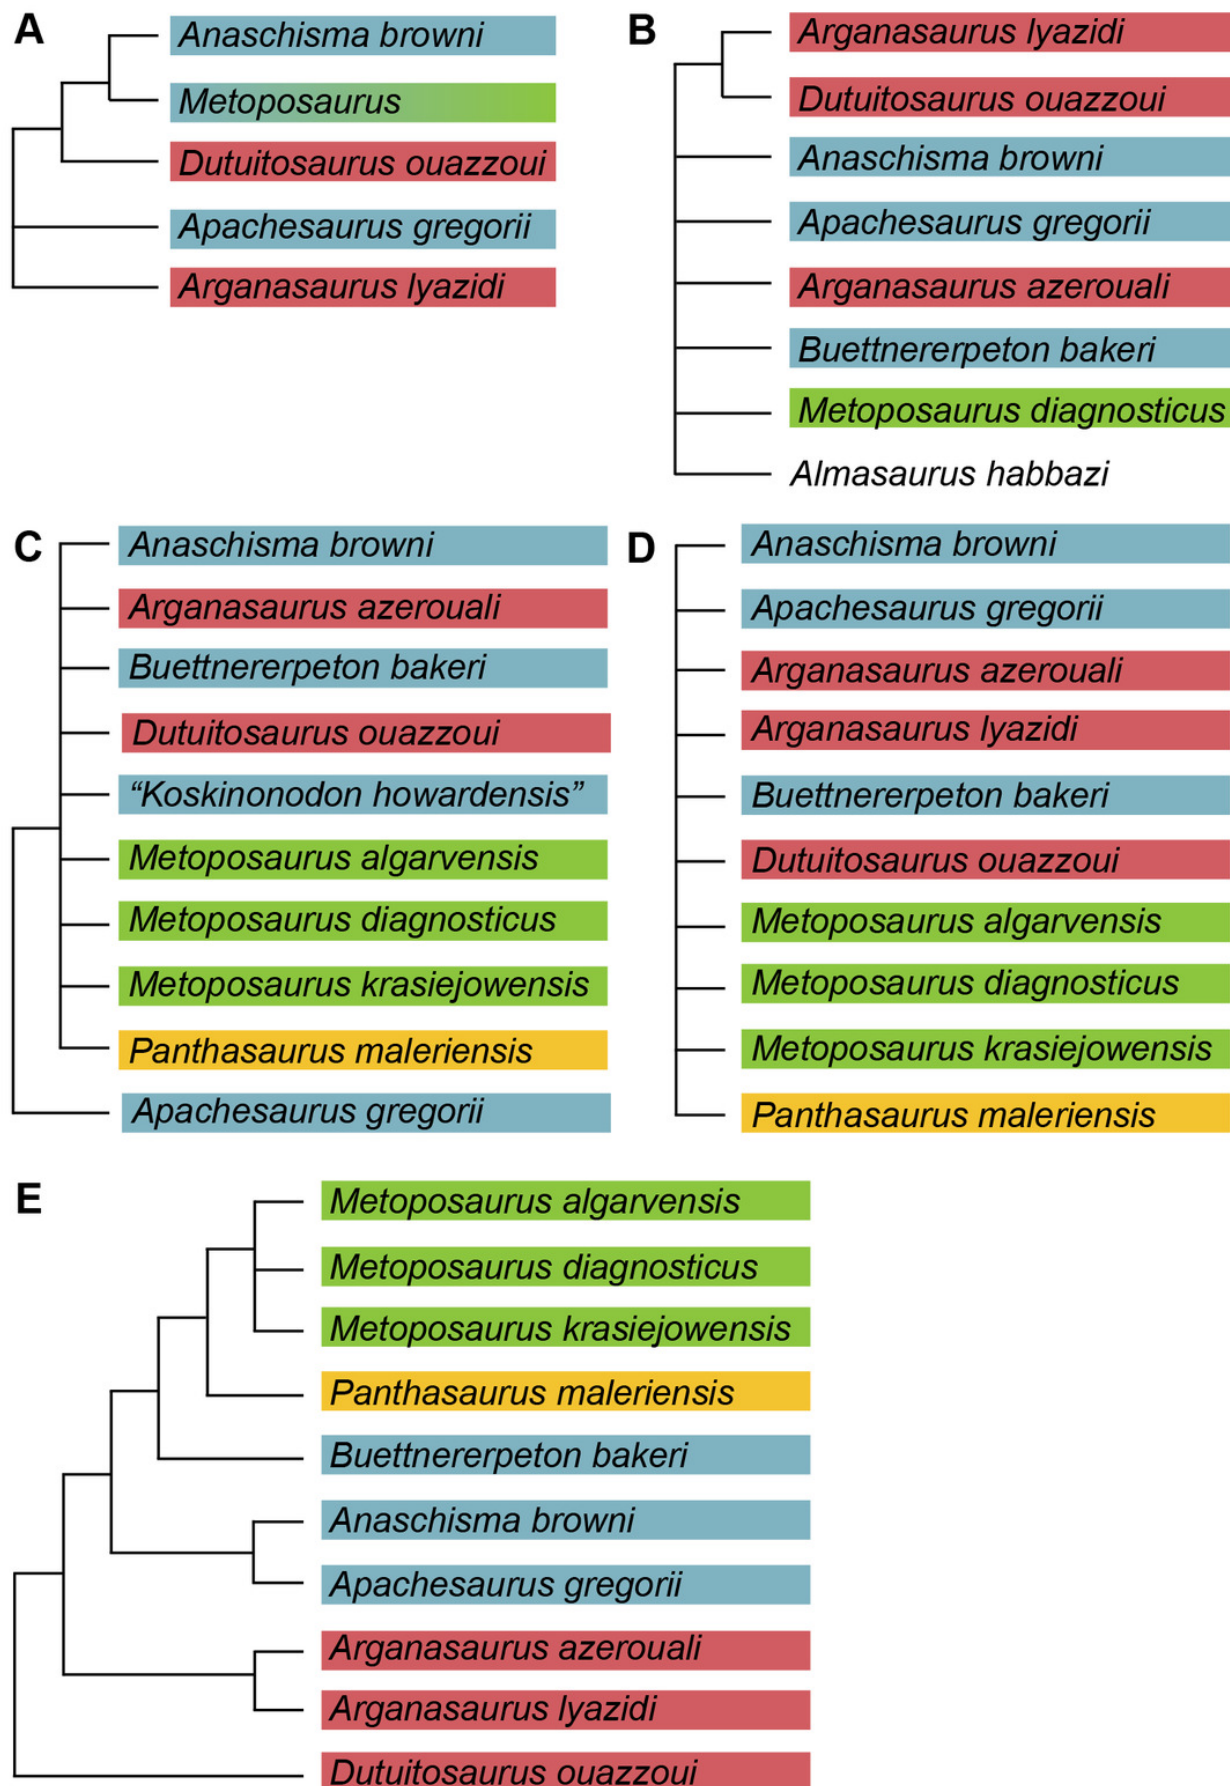 A
Anaschisma browni
Metoposaurus
Dutuitosaurus ouazzoui
Apachesaurus gregorii
Arganasaurus lyazidi
B
Arganasaurus lyazidi
Dutuitosaurus ouazzoui
Anaschisma browni
Apachesaurus gregorii
Arganasaurus azerouali
Buettnererpeton bakeri
Metoposaurus diagnosticus
Almasaurus habbazi
C
Anaschisma browni
Arganasaurus azerouali
Buettnererpeton bakeri
Dutuitosaurus ouazzoui
“Koskinonodon howardensis”
Metoposaurus algarvensis
Metoposaurus diagnosticus
Metoposaurus krasiejowensis
Panthasaurus maleriensis
Apachesaurus gregorii
D
Anaschisma browni
Apachesaurus gregorii
Arganasaurus azerouali
Arganasaurus lyazidi
Buettnererpeton bakeri
Dutuitosaurus ouazzoui
Metoposaurus algarvensis
Metoposaurus diagnosticus
Metoposaurus krasiejowensis
Panthasaurus maleriensis
E
Metoposaurus algarvensis
Metoposaurus diagnosticus
Metoposaurus krasiejowensis
Panthasaurus maleriensis
Buettnererpeton bakeri
Anaschisma browni
Apachesaurus gregorii
Arganasaurus azerouali
Arganasaurus lyazidi
Dutuitosaurus ouazzoui